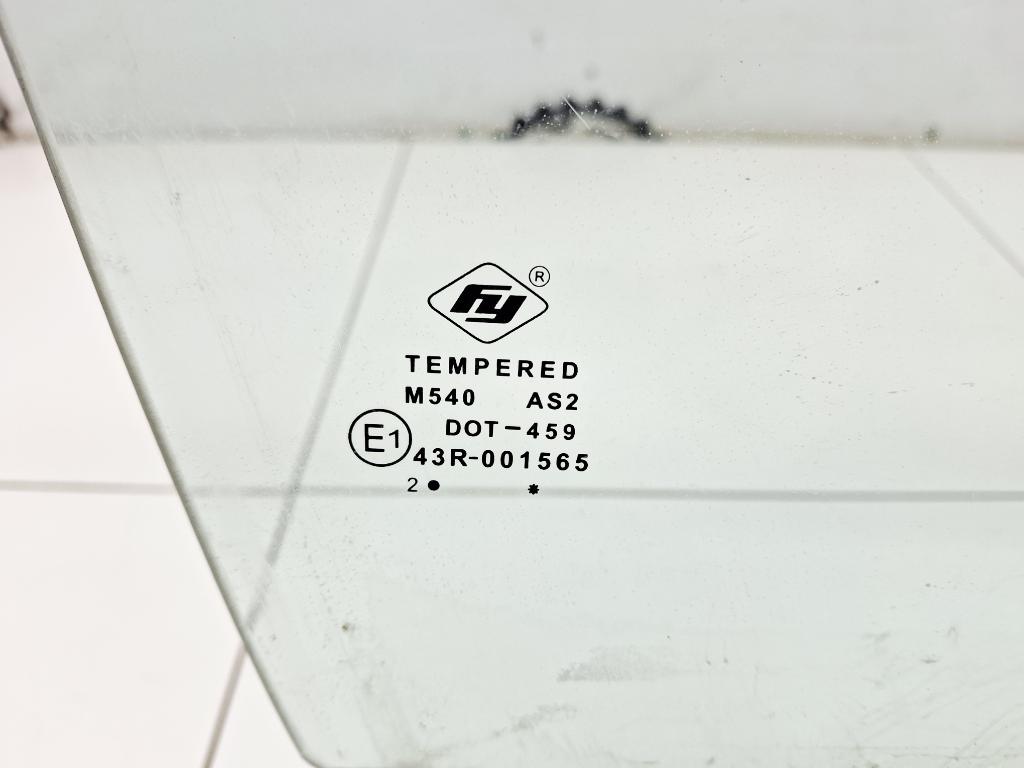 fy ®
TEMPERED
M540 AS2
DOT-459
E1 43R-001565
2